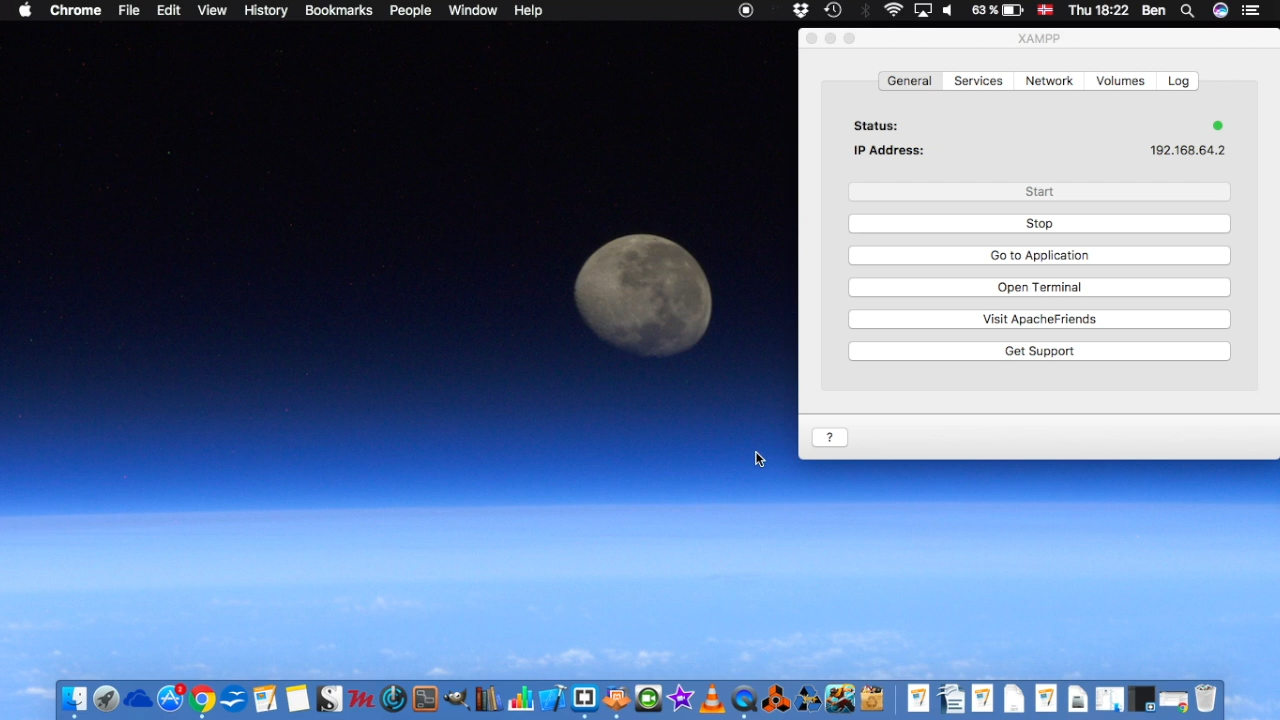 Chrome File Edit View History Bookmarks People Window Help 63 % Thu 18:22 Ben
XAMPP
General Services Network Volumes Log
Status:
IP Address: 192.168.64.2
Start
Stop
Go to Application
Open Terminal
Visit ApacheFriends
Get Support
?